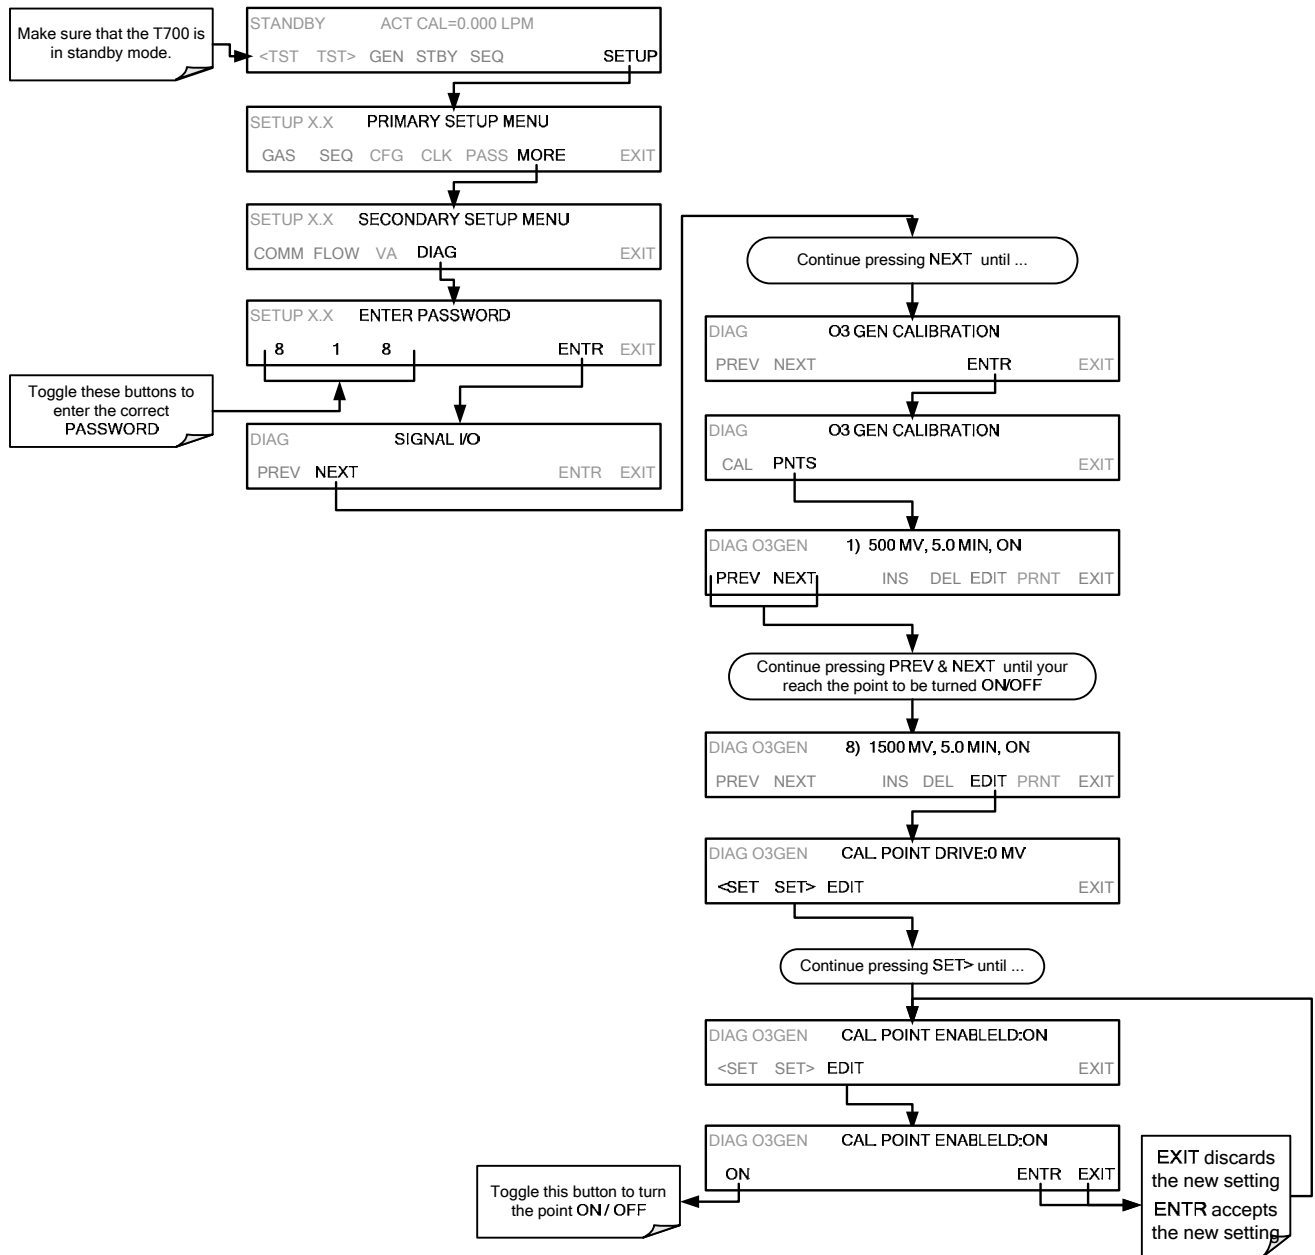 Make sure that the T700 is
in standby mode.
STANDBY ACT CAL=0.000 LPM
<TST TST> GEN STBY SEQ SETUP
SETUP X.X PRIMARY SETUP MENU
GAS SEQ CFG CLK PASS MORE EXIT
SETUP X.X SECONDARY SETUP MENU
COMM FLOW VA DIAG EXIT
SETUP X.X ENTER PASSWORD
8 1 8 ENTR EXIT
Toggle these buttons to
enter the correct
PASSWORD
DIAG SIGNAL I/O
PREV NEXT ENTR EXIT
Continue pressing NEXT until ...
DIAG O3 GEN CALIBRATION
PREV NEXT ENTR EXIT
DIAG O3 GEN CALIBRATION
CAL PNTS EXIT
DIAG O3GEN 1) 500 MV, 5.0 MIN, ON
PREV NEXT INS DEL EDIT PRNT EXIT
Continue pressing PREV & NEXT until your
reach the point to be turned ON/OFF
DIAG O3GEN 8) 1500 MV, 5.0 MIN, ON
PREV NEXT INS DEL EDIT PRNT EXIT
DIAG O3GEN CAL. POINT DRIVE:0 MV
<SET SET> EDIT EXIT
Continue pressing SET> until ...
DIAG O3GEN CAL. POINT ENABLELD:ON
<SET SET> EDIT EXIT
DIAG O3GEN CAL. POINT ENABLELD:ON
ON ENTR EXIT
Toggle this button to turn
the point ON / OFF
EXIT discards
the new setting
ENTR accepts
the new setting